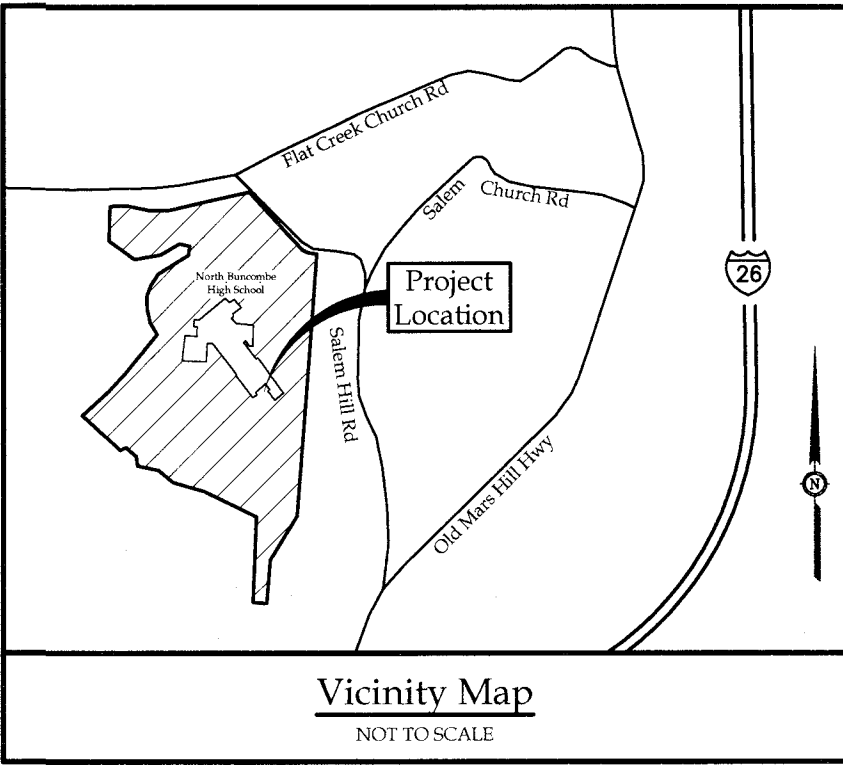 Flat Creek Church Rd
Salem Church Rd
North Buncombe
High School
26
Project
Location
Salem Hill Rd
Old Mars Hill Hwy
N
Vicinity Map
NOT TO SCALE